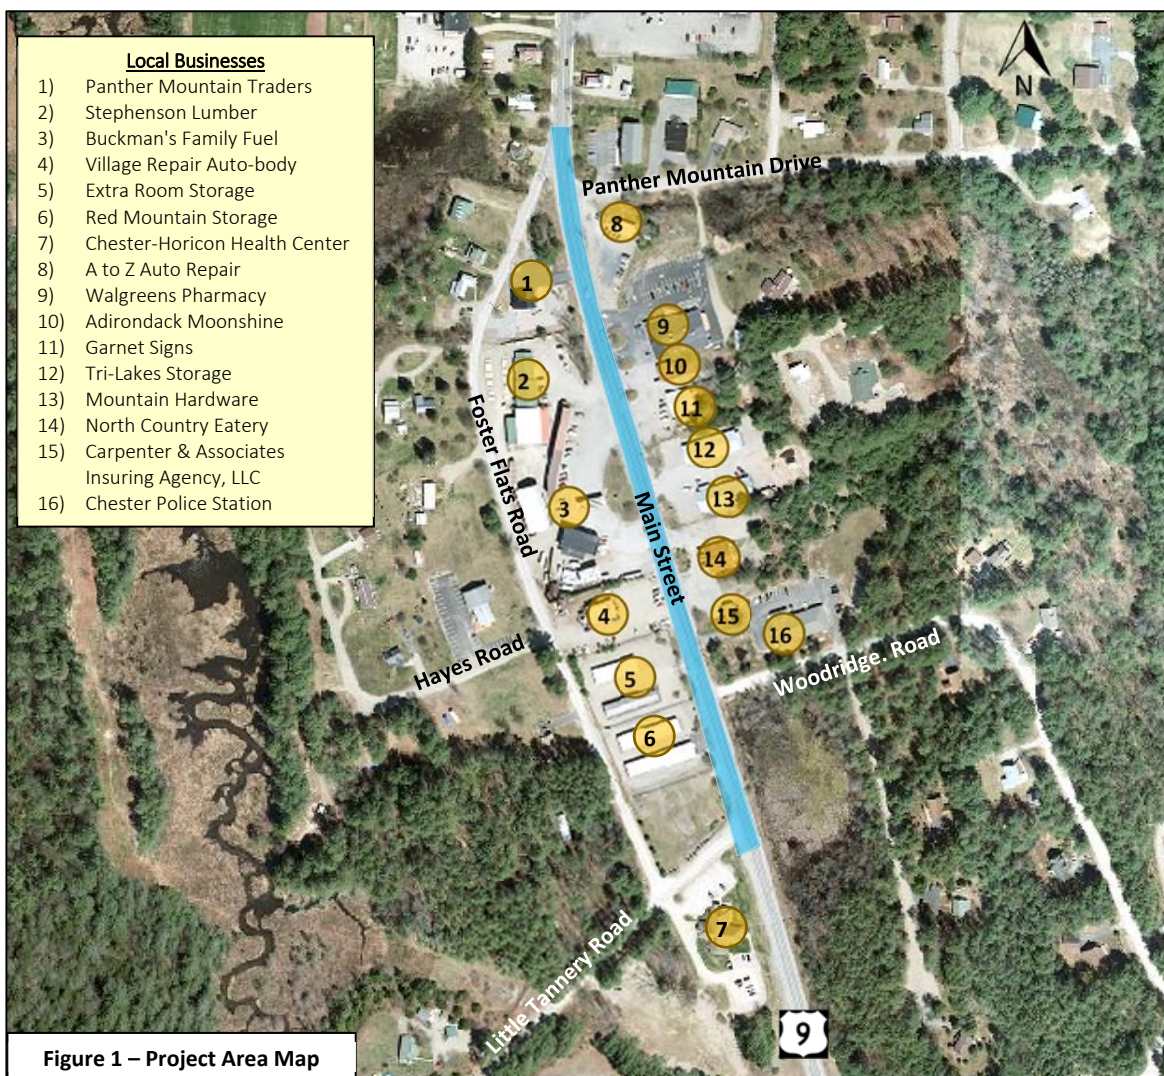 Local Businesses
1) Panther Mountain Traders
2) Stephenson Lumber
3) Buckman's Family Fuel
4) Village Repair Auto-body
5) Extra Room Storage
6) Red Mountain Storage
7) Chester-Horicon Health Center
8) A to Z Auto Repair
9) Walgreens Pharmacy
10) Adirondack Moonshine
11) Garnet Signs
12) Tri-Lakes Storage
13) Mountain Hardware
14) North Country Eatery
15) Carpenter & Associates
Insuring Agency, LLC
16) Chester Police Station
N
Panther Mountain Drive
8
1
9
10
2
11
12
Foster Flats Road
13
3
Main Street
14
4
15
16
Hayes Road
Woodridge. Road
5
6
7
Little Tannery Road
9
Figure 1 – Project Area Map